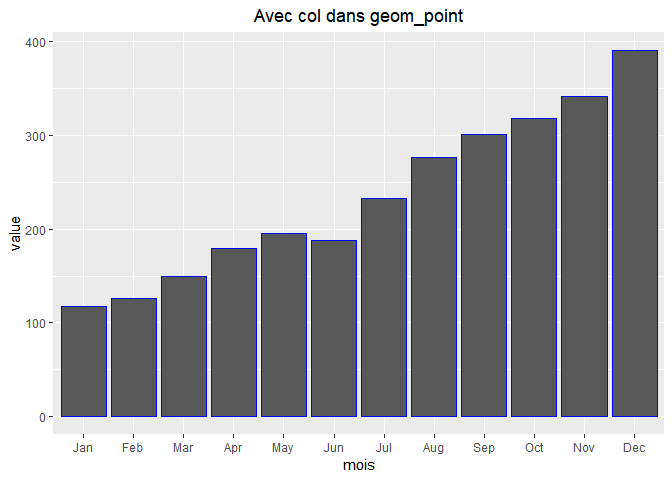 Avec col dans geom_point
400
300
200
100
0
value
Jan Feb Mar Apr May Jun Jul Aug Sep Oct Nov Dec
mois